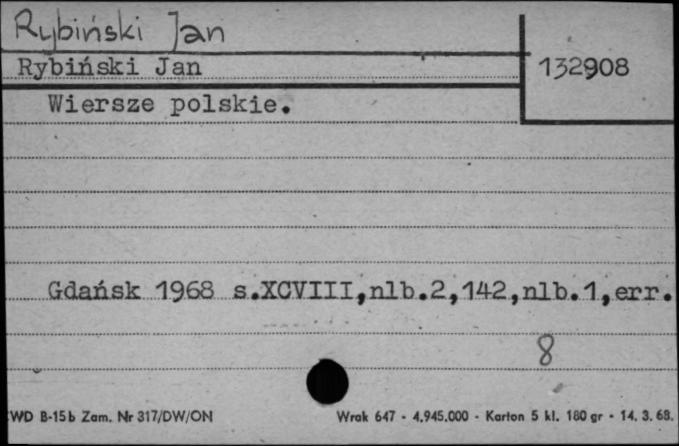 Rybiński Jan
Rybiński Jan
132908
Wiersze polskie.
Gdańsk 1968 s.XCVIII,nlb.2,142,nlb.1,err.
8
WD B-15b Zam. Nr 317/DW/ON
Wrak 647 - 4.945.000 - Karton 5 kl. 180 gr - 14. 3. 68.